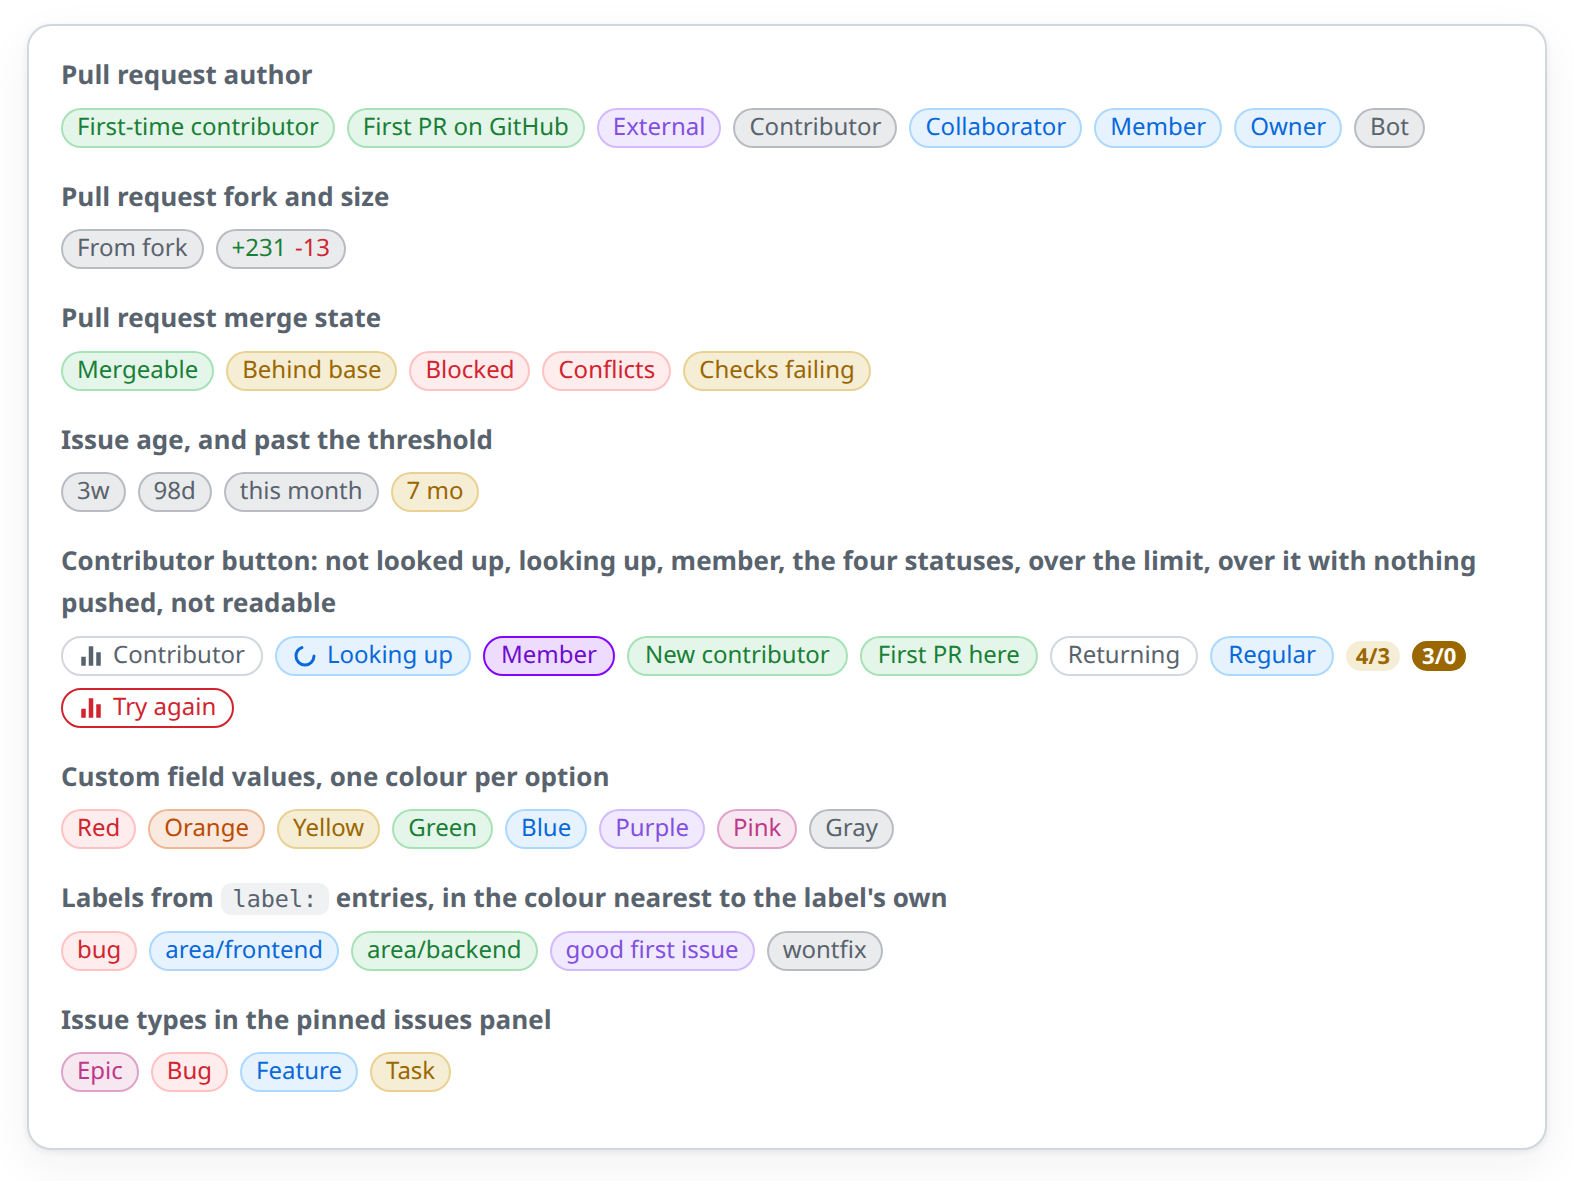 Pull request author
First-time contributor First PR on GitHub External Contributor Collaborator Member Owner Bot
Pull request fork and size
From fork +231 -13
Pull request merge state
Mergeable Behind base Blocked Conflicts Checks failing
Issue age, and past the threshold
3w 98d this month 7 mo
Contributor button: not looked up, looking up, member, the four statuses, over the limit, over it with nothing
pushed, not readable
Contributor Looking up Member New contributor First PR here Returning Regular 4/3 3/0
Try again
Custom field values, one colour per option
Red Orange Yellow Green Blue Purple Pink Gray
Labels from label: entries, in the colour nearest to the label's own
bug area/frontend area/backend good first issue wontfix
Issue types in the pinned issues panel
Epic Bug Feature Task